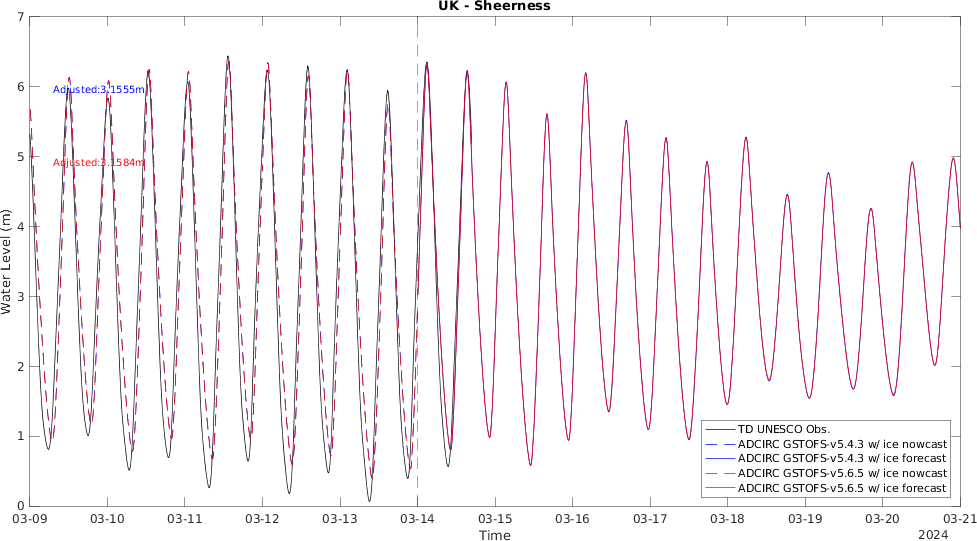 UK - Sheerness
7
6
5
4
3
2
1
0
Water Level (m)
Adjusted:3.1555m
Adjusted:3.1584m
TD UNESCO Obs.
ADCIRC GSTOFS-v5.4.3 w/ ice nowcast
ADCIRC GSTOFS-v5.4.3 w/ ice forecast
ADCIRC GSTOFS-v5.6.5 w/ ice nowcast
ADCIRC GSTOFS-v5.6.5 w/ ice forecast
03-09 03-10 03-11 03-12 03-13 03-14 03-15 03-16 03-17 03-18 03-19 03-20 03-21
Time
2024